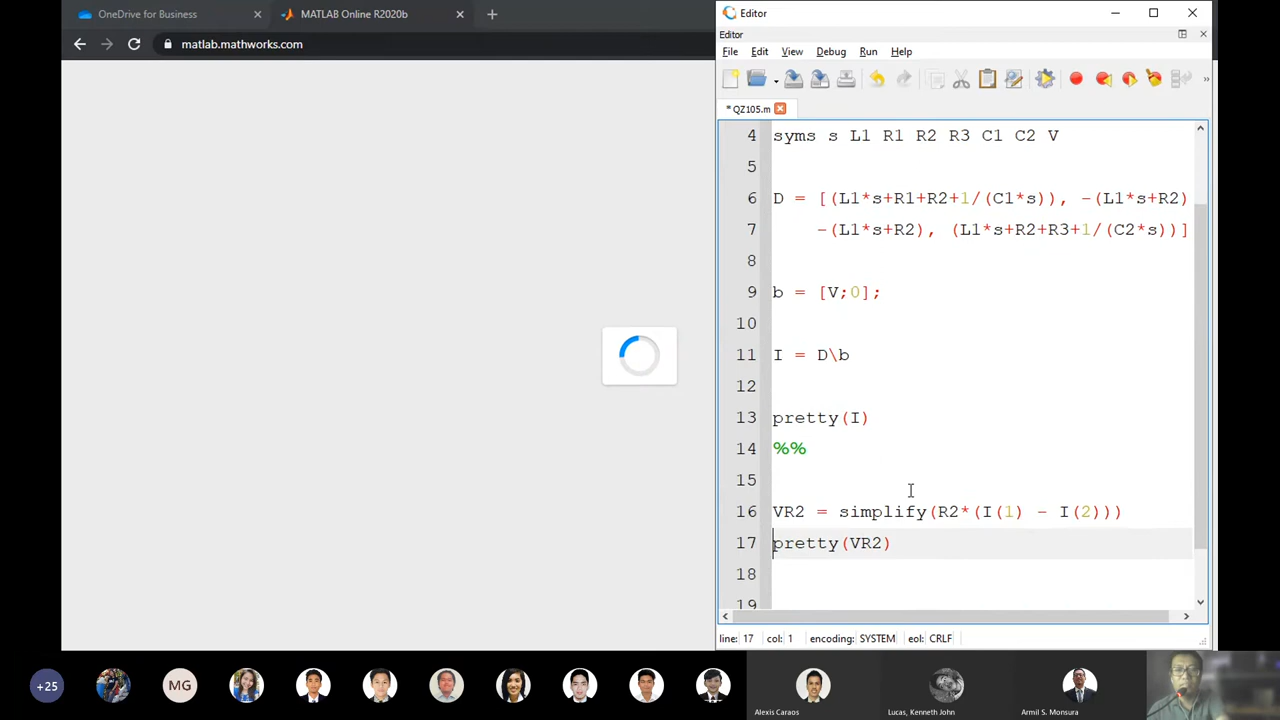 OneDrive for Business
MATLAB Online R2020b
matlab.mathworks.com
Editor
Editor
File Edit View Debug Run Help
* QZ105.m
4 syms s L1 R1 R2 R3 C1 C2 V
5
6 D = [(L1*s+R1+R2+1/(C1*s)), -(L1*s+R2)
7 -(L1*s+R2), (L1*s+R2+R3+1/(C2*s))]
8
9 b = [V;0];
10
11 I = D\b
12
13 pretty(I)
14 %%
15
16 VR2 = simplify(R2*(I(1) - I(2)))
17 pretty(VR2)
18
19
line: 17 col: 1 encoding: SYSTEM eol: CRLF
+25
MG
Alexis Caraos
Lucas, Kenneth John
Armil S. Monsura